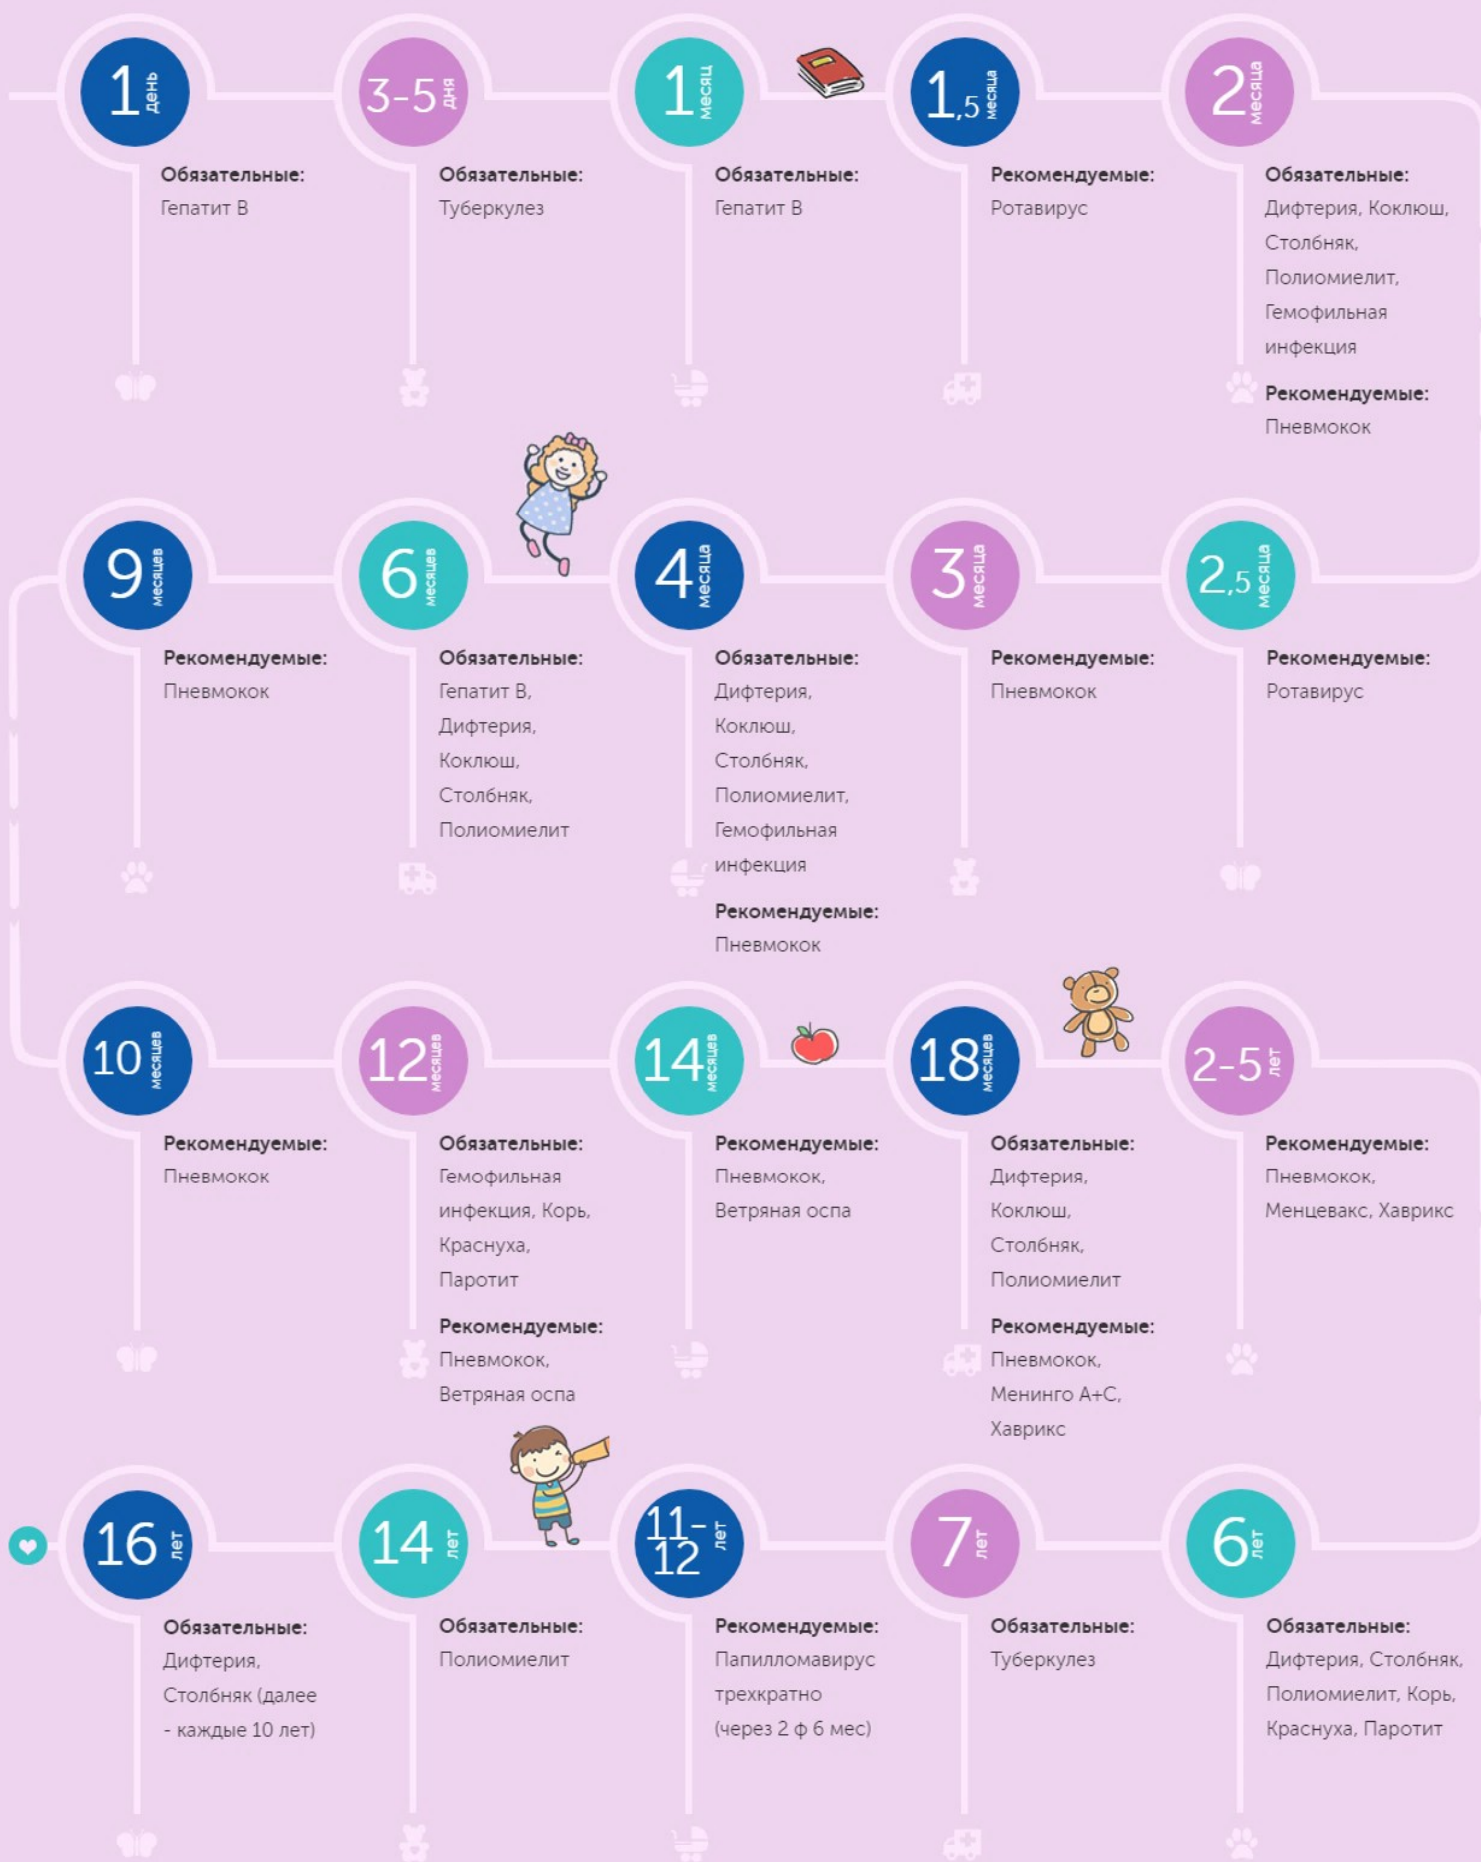 1 день
Обязательные:
Гепатит В
3-5 дня
Обязательные:
Туберкулез
1 месяц
Обязательные:
Гепатит В
1,5 месяца
Рекомендуемые:
Ротавирус
2 месяца
Обязательные:
Дифтерия, Коклюш,
Столбняк,
Полиомиелит,
Гемофильная
инфекция
Рекомендуемые:
Пневмокок
2,5 месяца
Рекомендуемые:
Ротавирус
3 месяца
Рекомендуемые:
Пневмокок
4 месяца
Обязательные:
Дифтерия,
Коклюш,
Столбняк,
Полиомиелит,
Гемофильная
инфекция
Рекомендуемые:
Пневмокок
6 месяцев
Обязательные:
Гепатит В,
Дифтерия,
Коклюш,
Столбняк,
Полиомиелит
9 месяцев
Рекомендуемые:
Пневмокок
10 месяцев
Рекомендуемые:
Пневмокок
12 месяцев
Обязательные:
Гемофильная
инфекция, Корь,
Краснуха,
Паротит
Рекомендуемые:
Пневмокок,
Ветряная оспа
14 месяцев
Рекомендуемые:
Пневмокок,
Ветряная оспа
18 месяцев
Обязательные:
Дифтерия,
Коклюш,
Столбняк,
Полиомиелит
Рекомендуемые:
Пневмокок,
Менинго А+С,
Хаврикс
2-5 лет
Рекомендуемые:
Пневмокок,
Менцевакс, Хаврикс
6 лет
Обязательные:
Дифтерия, Столбняк,
Полиомиелит, Корь,
Краснуха, Паротит
7 лет
Обязательные:
Туберкулез
11-
12 лет
Рекомендуемые:
Папилломавирус
трехкратно
(через 2 ф 6 мес)
14 лет
Обязательные:
Полиомиелит
16 лет
Обязательные:
Дифтерия,
Столбняк (далее
- каждые 10 лет)